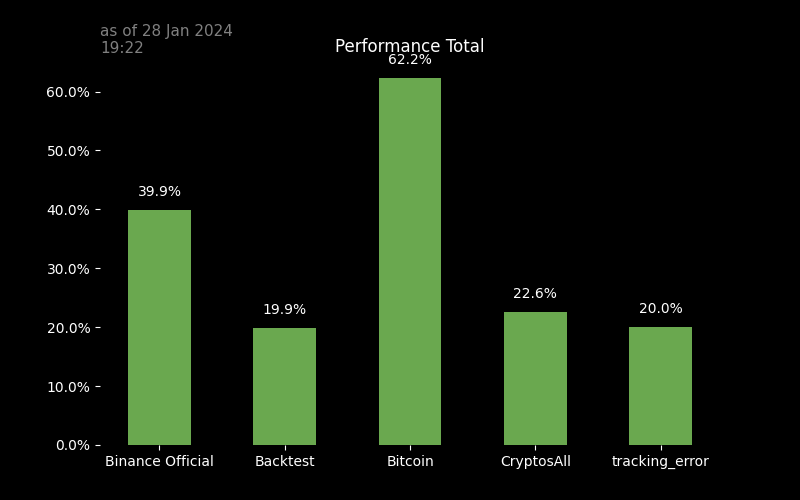 as of 28 Jan 2024
19:22
Performance Total
62.2%
60.0%
50.0%
40.0%
30.0%
20.0%
10.0%
0.0%
39.9%
19.9%
22.6%
20.0%
Binance Official
Backtest
Bitcoin
CryptosAll
tracking_error